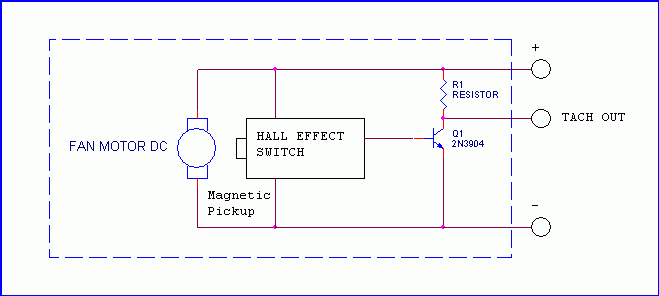 +
R1
RESISTOR
TACH OUT
FAN MOTOR DC
HALL EFFECT
SWITCH
Q1
2N3904
Magnetic
Pickup
-